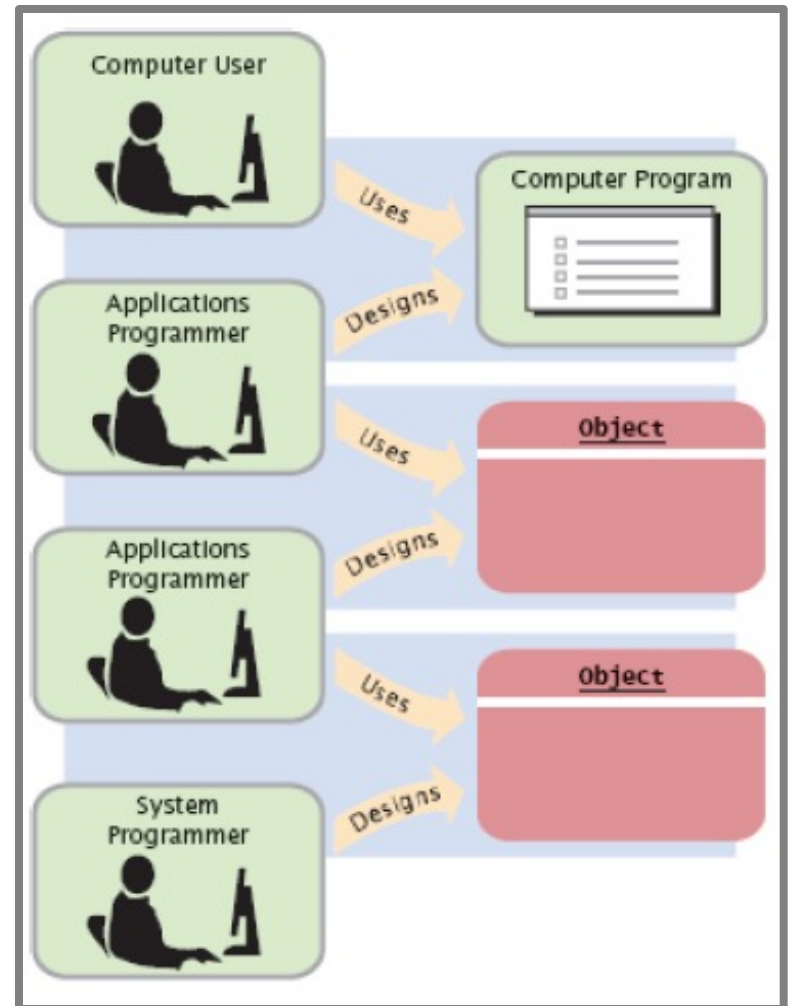 Computer User
Uses
Computer Program
Applications
Programmer
Designs
Uses
Object
Applications
Programmer
Designs
Uses
Object
System
Programmer
Designs